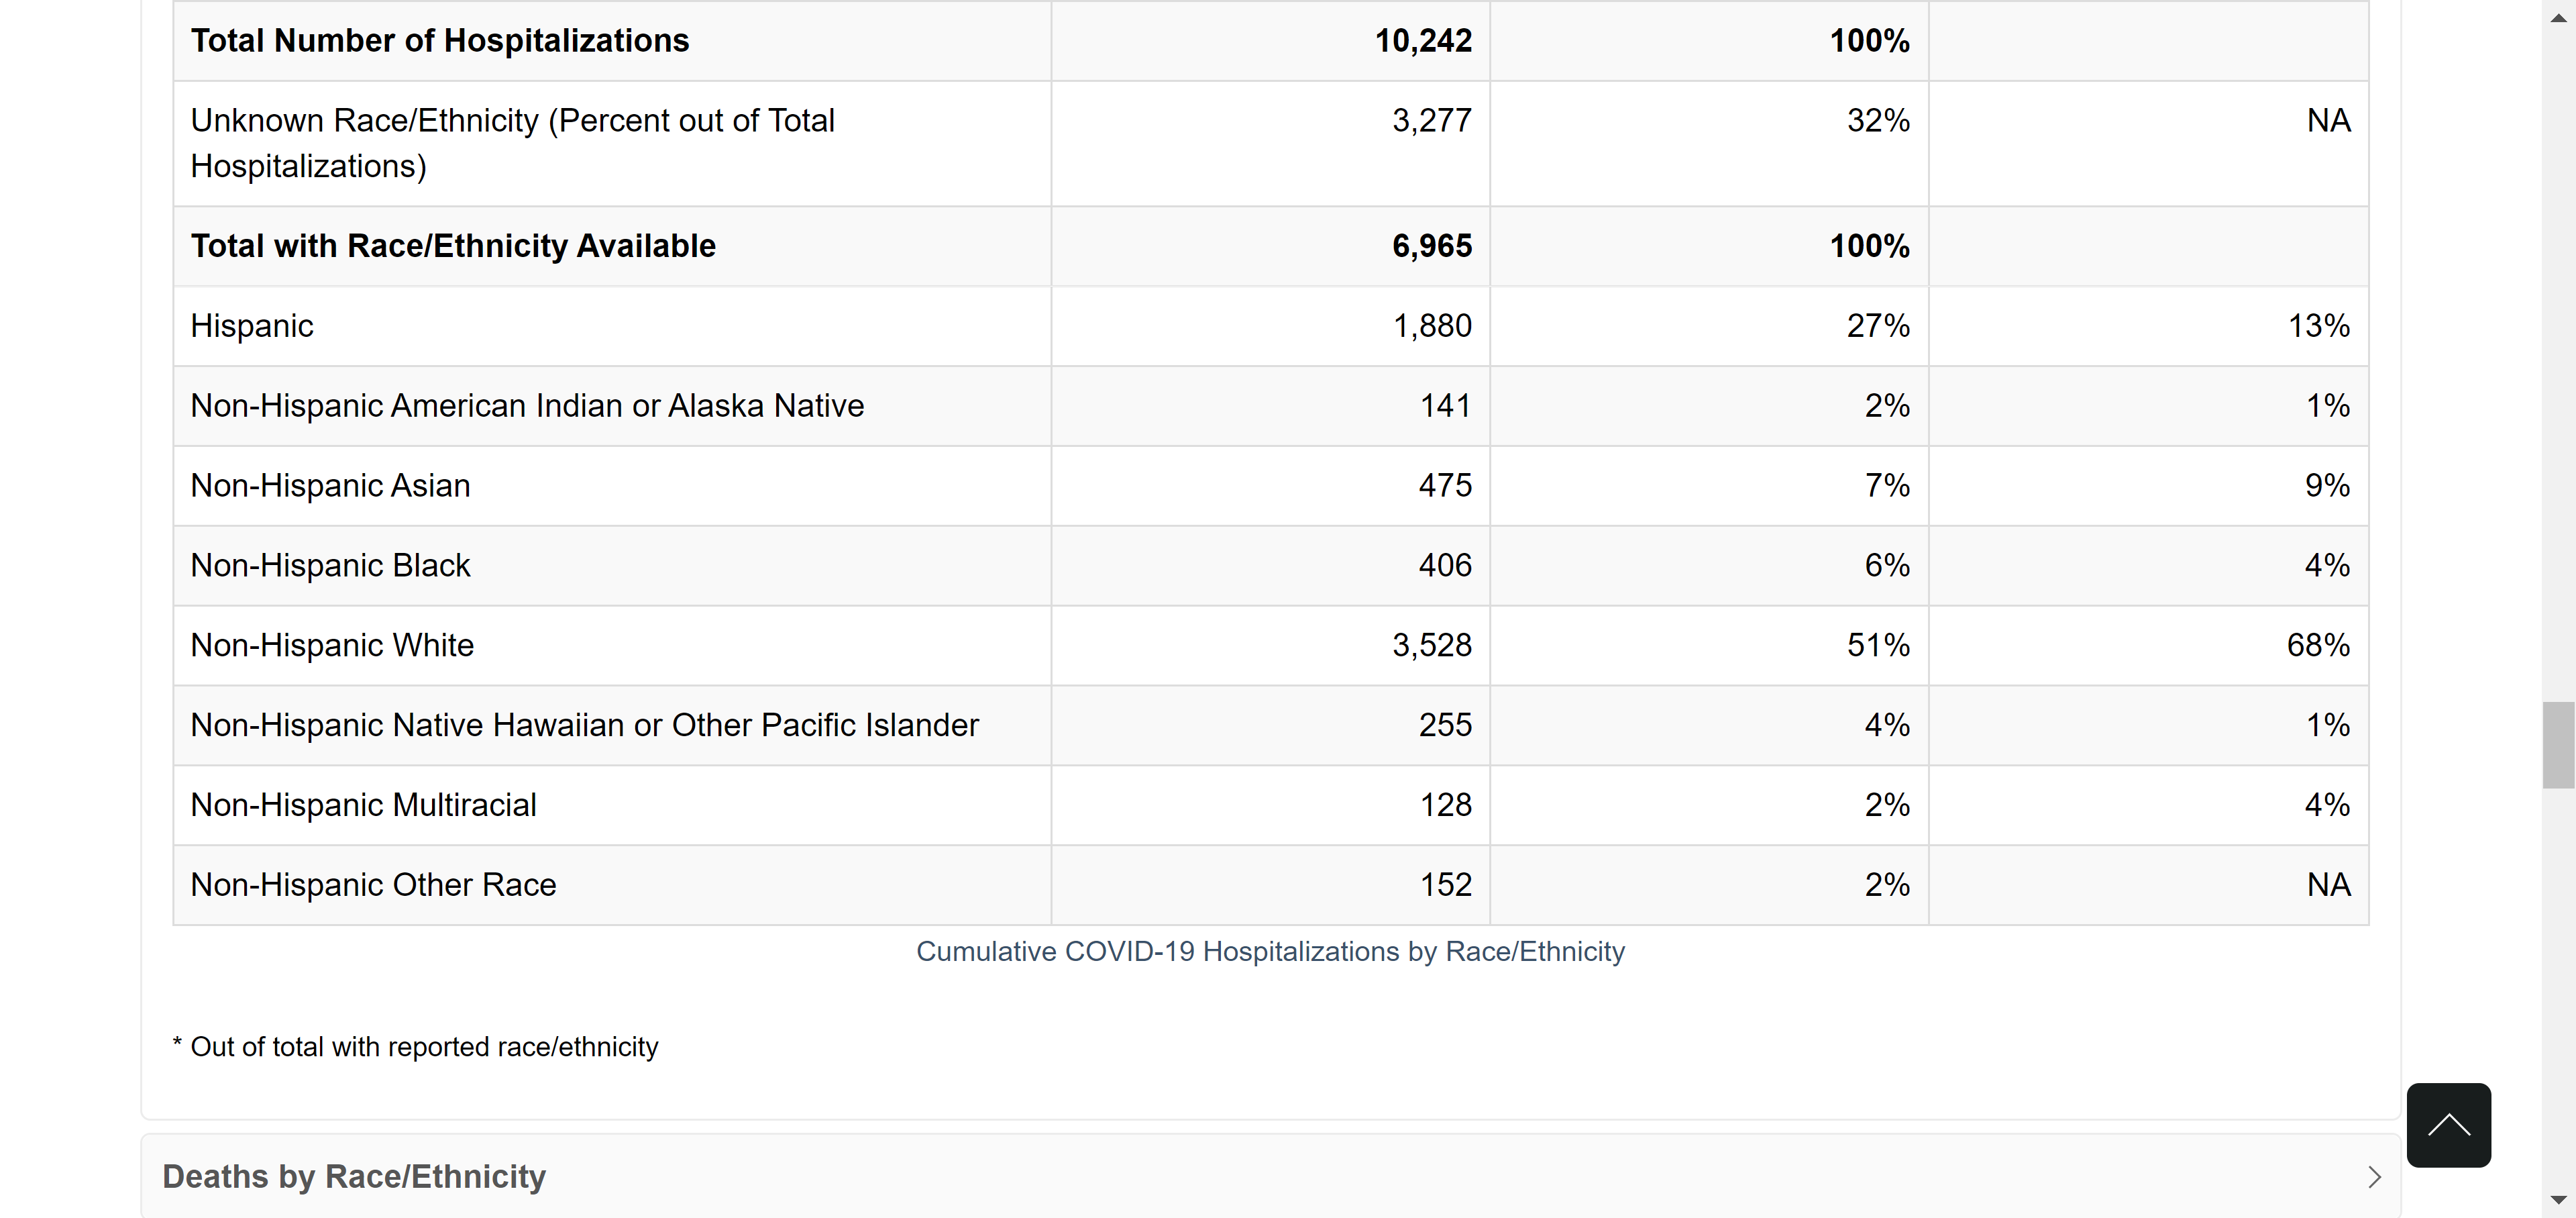 Total Number of Hospitalizations 10,242 100%
Unknown Race/Ethnicity (Percent out of Total 3,277 32% NA
Hospitalizations)
Total with Race/Ethnicity Available 6,965 100%
Hispanic 1,880 27% 13%
Non-Hispanic American Indian or Alaska Native 141 2% 1%
Non-Hispanic Asian 475 7% 9%
Non-Hispanic Black 406 6% 4%
Non-Hispanic White 3,528 51% 68%
Non-Hispanic Native Hawaiian or Other Pacific Islander 255 4% 1%
Non-Hispanic Multiracial 128 2% 4%
Non-Hispanic Other Race 152 2% NA
Cumulative COVID-19 Hospitalizations by Race/Ethnicity
* Out of total with reported race/ethnicity
Deaths by Race/Ethnicity